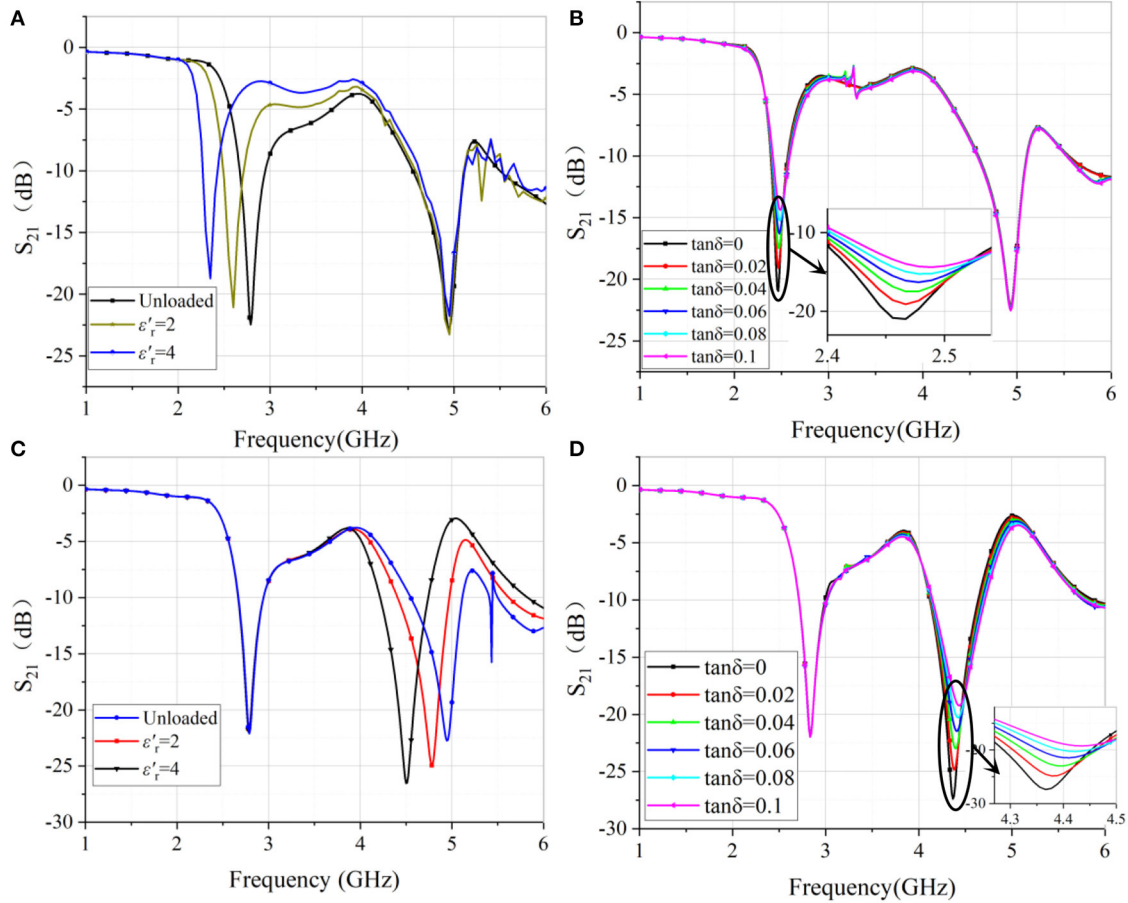 A
0
-5
-10
-15
-20
-25
S21 (dB)
Unloaded
ε′r=2
ε′r=4
1 2 3 4 5 6
Frequency(GHz)
B
0
-5
-10
-15
-20
-25
S21 (dB)
tanδ=0
tanδ=0.02
tanδ=0.04
tanδ=0.06
tanδ=0.08
tanδ=0.1
-10
-20
2.4 2.5
1 2 3 4 5 6
Frequency(GHz)
C
0
-5
-10
-15
-20
-25
-30
S21 (dB)
Unloaded
ε′r=2
ε′r=4
1 2 3 4 5 6
Frequency (GHz)
D
0
-5
-10
-15
-20
-25
-30
S21 (dB)
tanδ=0
tanδ=0.02
tanδ=0.04
tanδ=0.06
tanδ=0.08
tanδ=0.1
-30
4.3 4.4 4.5
1 2 3 4 5 6
Frequency(GHz)